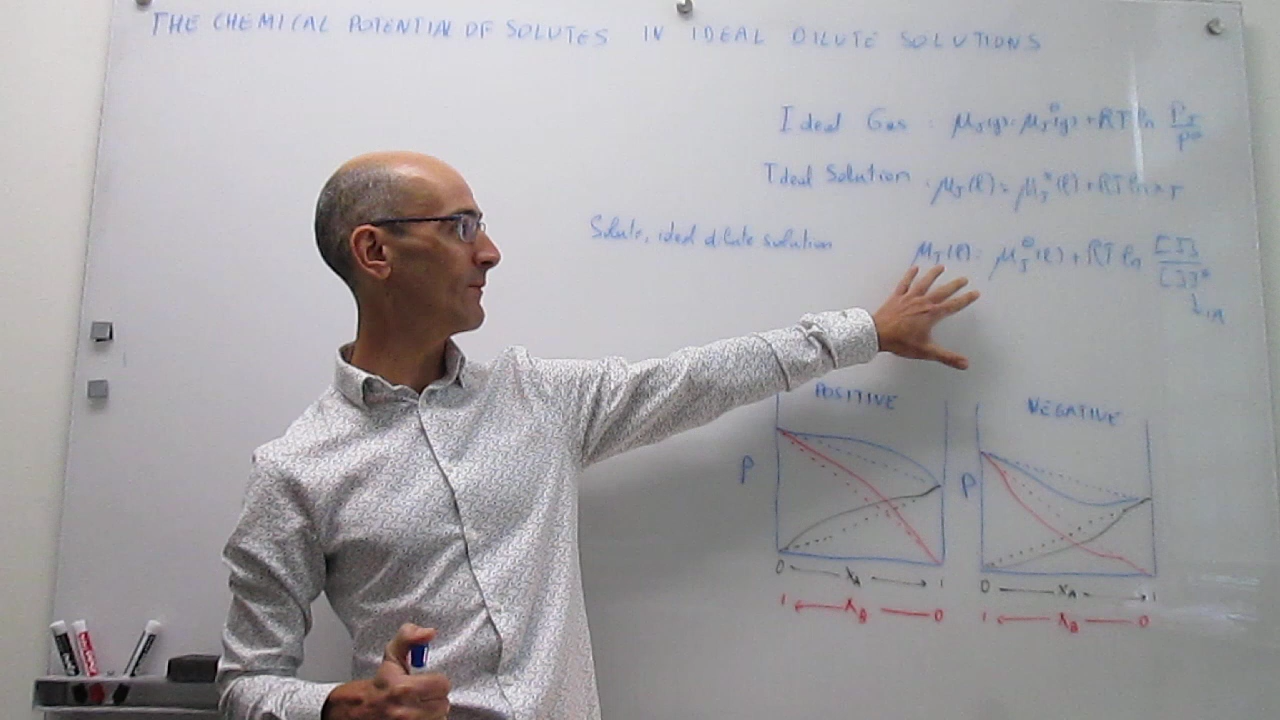 THE CHEMICAL POTENTIAL OF SOLUTES IN IDEAL DILUTE SOLUTIONS
Ideal Gas : μJ(g) = μJ°(g) + RT ln PJ/P°
Ideal Solution : μJ(l) = μJ*(l) + RT ln xJ
Solute, ideal dilute solution μJ(l) = μJ°(l) + RT ln [J]/[J]°
↓ 1M
POSITIVE NEGATIVE
P P
0 ← xA → 1 0 ← xA → 1
1 ← xB — 0 1 ← xB — 0